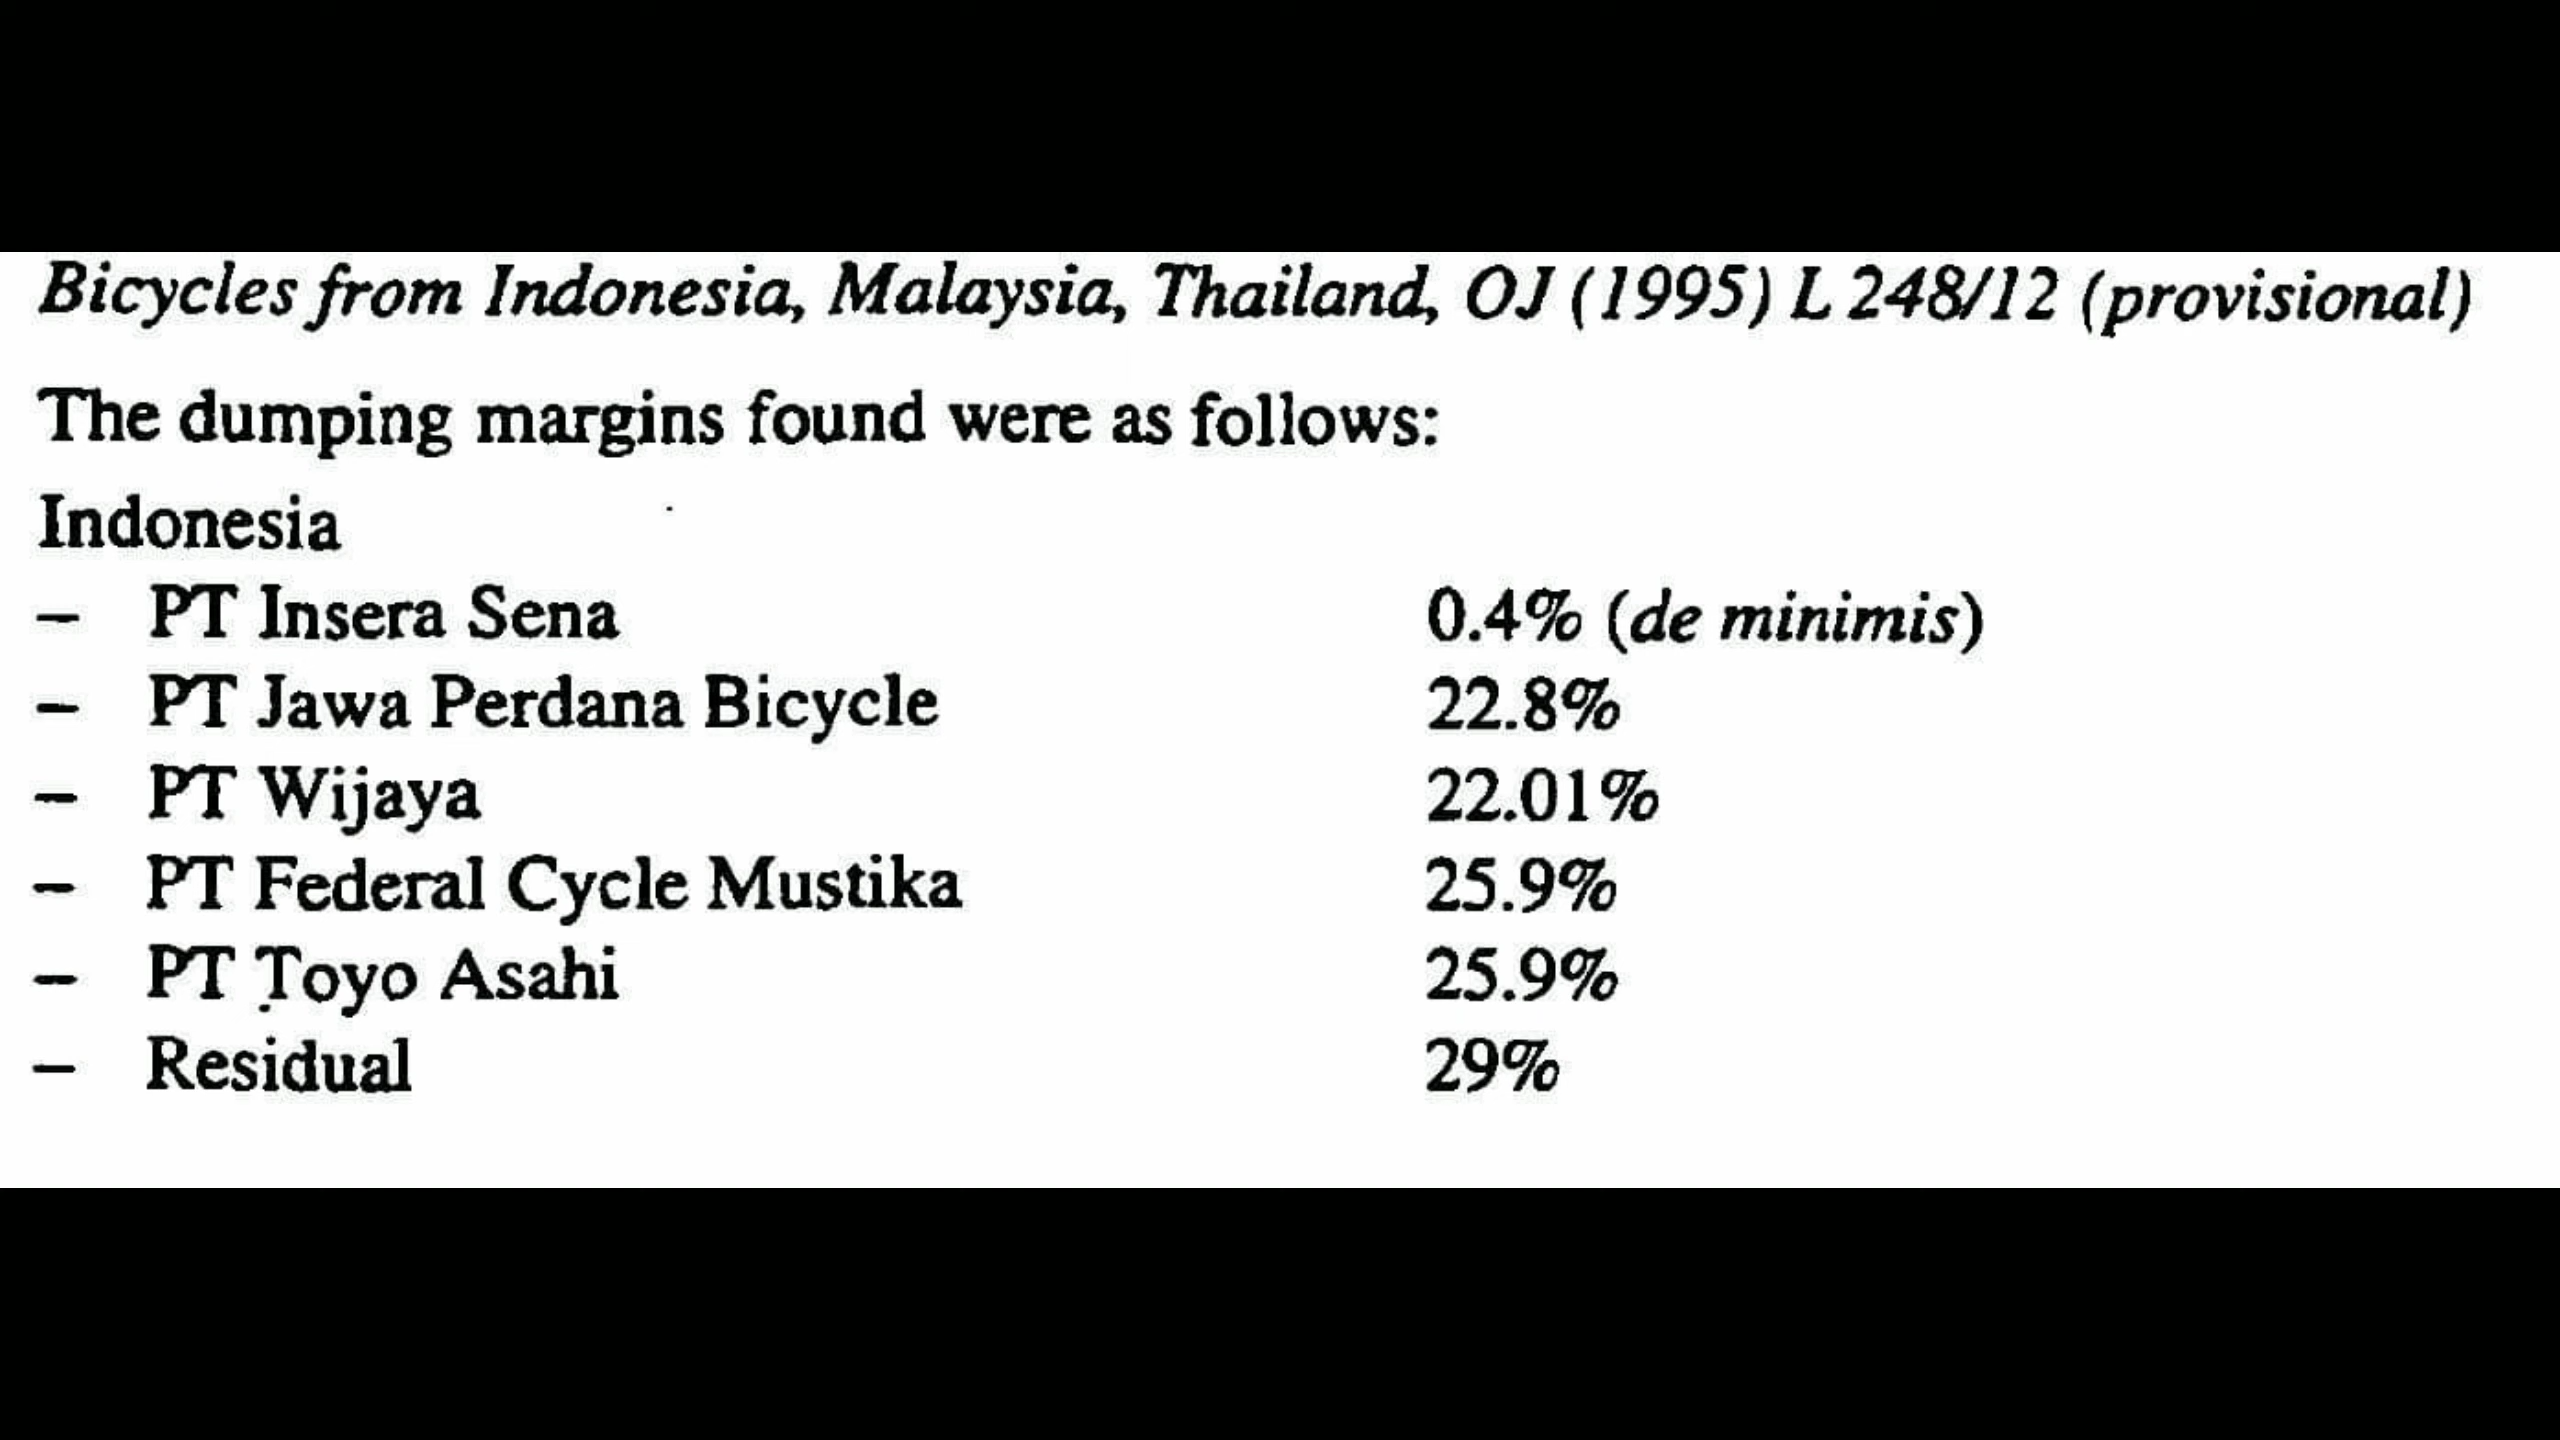 Bicycles from Indonesia, Malaysia, Thailand, OJ (1995) L 248/12 (provisional)
The dumping margins found were as follows:
Indonesia
– PT Insera Sena 0.4% (de minimis)
– PT Jawa Perdana Bicycle 22.8%
– PT Wijaya 22.01%
– PT Federal Cycle Mustika 25.9%
– PT Toyo Asahi 25.9%
– Residual 29%